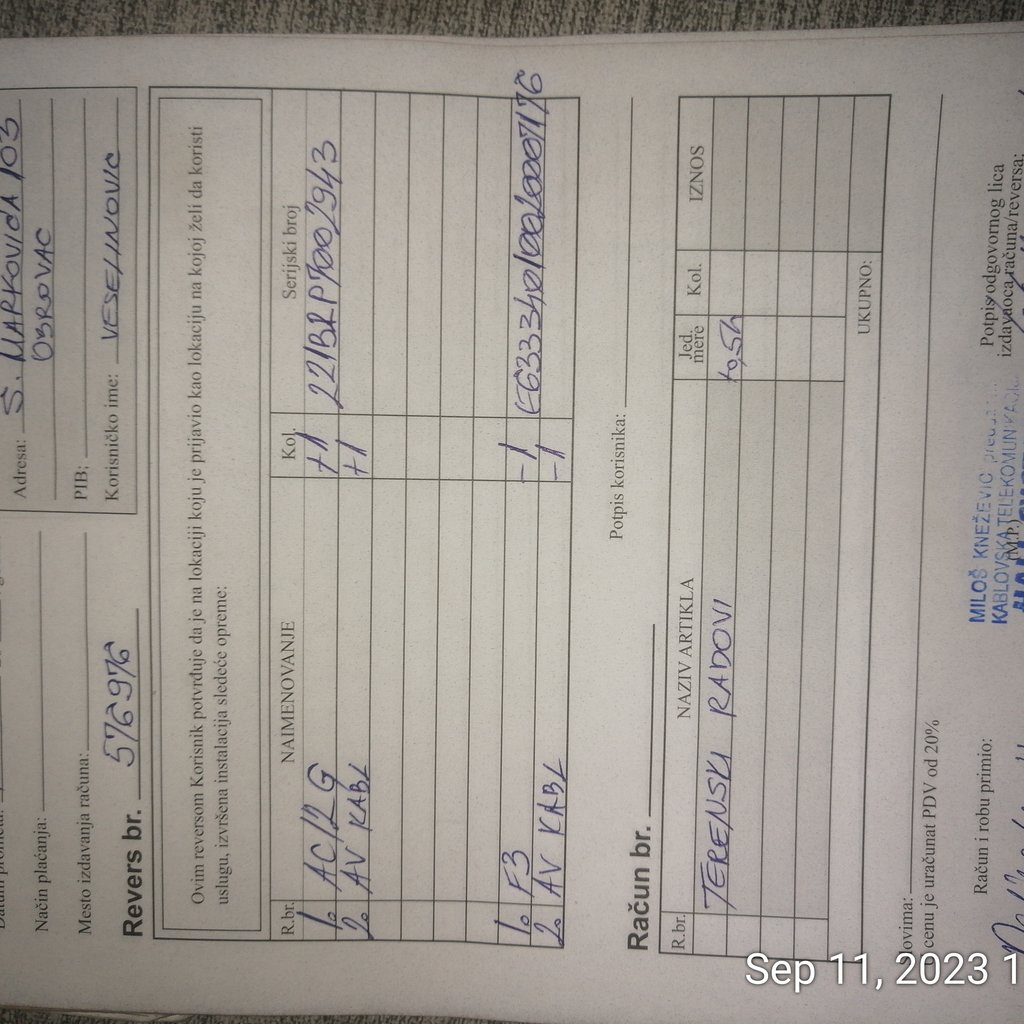 Adresa: Š. MARKOVIĆA 103
OBROVAC
PIB:
Korisničko ime: VESELINOVIC
Način plaćanja:
Mesto izdavanja računa:
Revers br. 576976
Ovim reversom Korisnik potvrđuje da je na lokaciji koju je prijavio kao lokaciju na kojoj želi da koristi
uslugu, izvršena instalacija sledeće opreme:
R.br. NAIMENOVANJE Kol. Serijski broj
1. AC/2G +1 221BRP7002943
2. AV KABL +1
1. F3 -1
2. AV KABL -1
Potpis korisnika:
Račun br.
R.br. NAZIV ARTIKLA Jed. mere Kol. IZNOS
TERENSKI RADOVI
UKUPNO:
Slovima:
U cenu je uračunat PDV od 20%
Račun i robu primio:
(M.P.)
Potpis odgovornog lica
izdavaoca računa/reversa:
MILOŠ KNEŽEVIĆ
KABLOVSKA TELEKOMUNIKACI
Sep 11, 2023 1